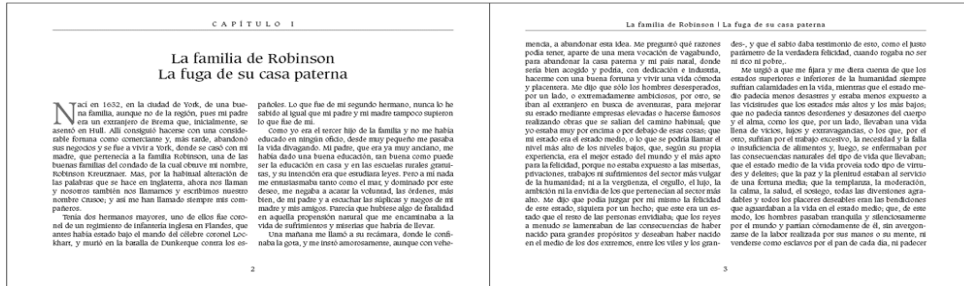 CAPÍTULO I
La familia de Robinson
La fuga de su casa paterna
Nací en 1632, en la ciudad de York, de una bue-
na familia, aunque no de la región, pues mi padre
era un extranjero de Brema que, inicialmente, se
asentó en Hull. Allí consiguió hacerse con una conside-
rable fortuna como comerciante y, más tarde, abandonó
sus negocios y se fue a vivir a York, donde se casó con mi
madre, que pertenecía a la familia Robinson, una de las
buenas familias del condado de la cual obtuve mi nombre,
Robinson Kreutznaer. Mas, por la habitual alteración de
las palabras que se hace en Inglaterra, ahora nos llaman
y nosotros también nos llamamos y escribimos nuestro
nombre Crusoe; y así me han llamado siempre mis com-
pañeros.
Tenía dos hermanos mayores, uno de ellos fue coro-
nel de un regimiento de infantería inglesa en Flandes, que
antes había estado bajo el mando del célebre coronel Loc-
khart, y murió en la batalla de Dunkerque contra los es-
pañoles. Lo que fue de mi segundo hermano, nunca lo he
sabido al igual que mi padre y mi madre tampoco supieron
lo que fue de mí.
Como yo era el tercer hijo de la familia y no me había
educado en ningún oficio, desde muy pequeño me pasaba
la vida divagando. Mi padre, que era ya muy anciano, me
había dado una buena educación, tan buena como puede
ser la educación en casa y en las escuelas rurales gratui-
tas, y su intención era que estudiara leyes. Pero a mí nada
me entusiasmaba tanto como el mar, y dominado por este
deseo, me negaba a acatar la voluntad, las órdenes, más
bien, de mi padre y a escuchar las súplicas y ruegos de mi
madre y mis amigos. Parecía que hubiese algo de fatalidad
en aquella propensión natural que me encaminaba a la
vida de sufrimientos y miserias que habría de llevar.
Una mañana me llamó a su recámara, donde le confi-
naba la gota, y me instó amorosamente, aunque con vehe-
2
La familia de Robinson | La fuga de su casa paterna
mencia, a abandonar esta idea. Me preguntó qué razones
podía tener, aparte de una mera vocación de vagabundo,
para abandonar la casa paterna y mi país natal, donde
sería bien acogido y podría, con dedicación e industria,
hacerme con una buena fortuna y vivir una vida cómoda
y placentera. Me dijo que sólo los hombres desesperados,
por un lado, o extremadamente ambiciosos, por otro, se
iban al extranjero en busca de aventuras, para mejorar
su estado mediante empresas elevadas o hacerse famosos
realizando obras que se salían del camino habitual; que
yo estaba muy por encima o por debajo de esas cosas; que
mi estado era el estado medio, o lo que se podría llamar el
nivel más alto de los niveles bajos, que, según su propia
experiencia, era el mejor estado del mundo y el más apto
para la felicidad, porque no estaba expuesto a las miserias,
privaciones, trabajos ni sufrimientos del sector más vulgar
de la humanidad; ni a la vergüenza, el orgullo, el lujo, la
ambición ni la envidia de los que pertenecían al sector más
alto. Me dijo que podía juzgar por mí mismo la felicidad
de este estado, siquiera por un hecho; que este era un es-
tado que el resto de las personas envidiaba; que los reyes
a menudo se lamentaban de las consecuencias de haber
nacido para grandes propósitos y deseaban haber nacido
en el medio de los dos extremos, entre los viles y los gran-
des-, y que el sabio daba testimonio de esto, como el justo
parámetro de la verdadera felicidad, cuando rogaba no ser
ni rico ni pobre,.
Me urgió a que me fijara y me diera cuenta de que los
estados superiores e inferiores de la humanidad siempre
sufrían calamidades en la vida, mientras que el estado me-
dio padecía menos desastres y estaba menos expuesto a
las vicisitudes que los estados más altos y los más bajos;
que no padecía tantos desórdenes y desazones del cuerpo
y el alma, como los que, por un lado, llevaban una vida
llena de vicios, lujos y extravagancias, o los que, por el
otro, sufrían por el trabajo excesivo, la necesidad y la falta
o insuficiencia de alimentos y, luego, se enfermaban por
las consecuencias naturales del tipo de vida que llevaban;
que el estado medio de la vida proveía todo tipo de virtu-
des y deleites; que la paz y la plenitud estaban al servicio
de una fortuna media; que la templanza, la moderación,
la calma, la salud, el sosiego, todas las diversiones agra-
dables y todos los placeres deseables eran las bendiciones
que aguardaban a la vida en el estado medio; que, de este
modo, los hombres pasaban tranquila y silenciosamente
por el mundo y partían cómodamente de él, sin avergon-
zarse de la labor realizada por sus manos o su mente, ni
venderse como esclavos por el pan de cada día, ni padecer
3